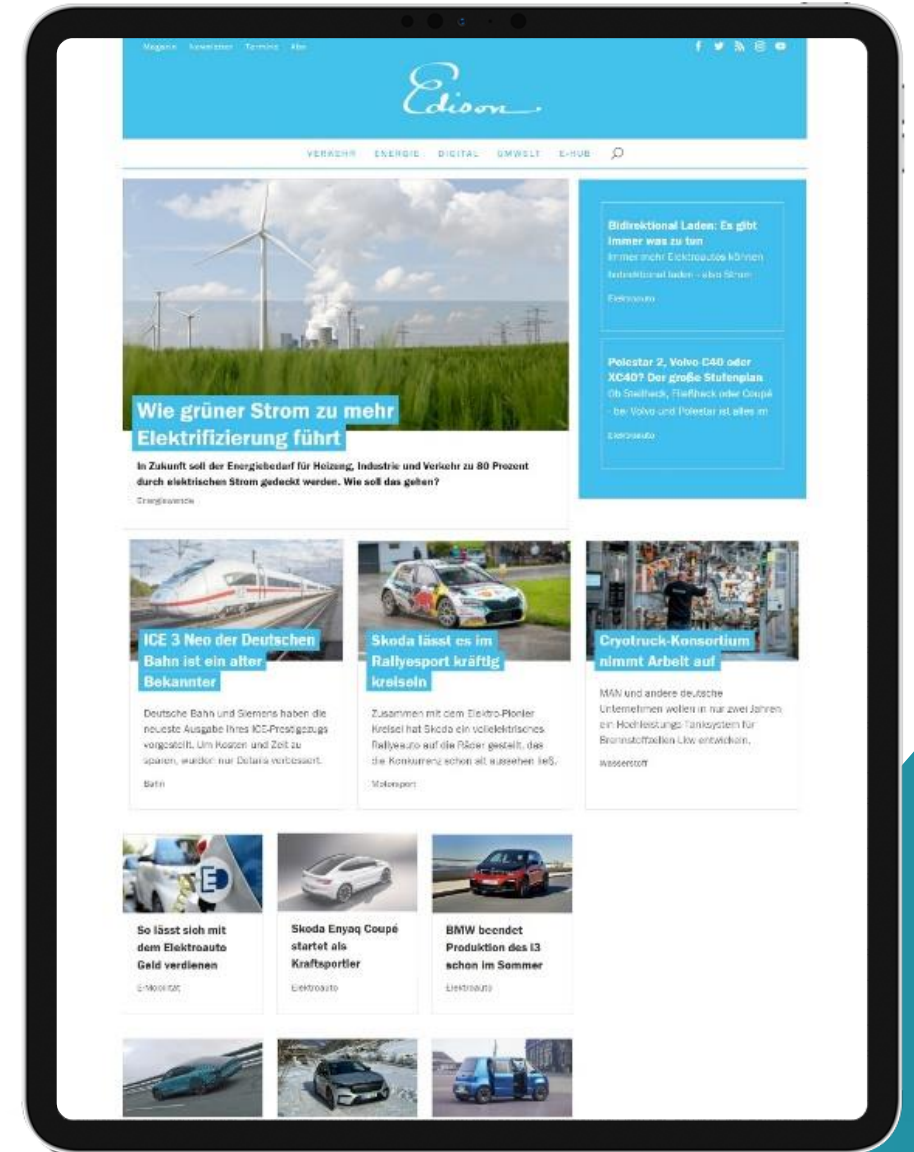 Magazin Newsletter Termine Abo
Edison
VERKEHR ENERGIE DIGITAL UMWELT E-HUB
Wie grüner Strom zu mehr
Elektrifizierung führt
In Zukunft soll der Energiebedarf für Heizung, Industrie und Verkehr zu 80 Prozent
durch elektrischen Strom gedeckt werden. Wie soll das gehen?
Energiewende
Bidirektional Laden: Es gibt
immer was zu tun
Immer mehr Elektroautos können
bidirektional laden - also Strom
Elektroauto
Polestar 2, Volvo C40 oder
XC40? Der große Stufenplan
Ob Steilheck, Fließheck oder Coupé
- bei Volvo und Polestar ist alles im
Elektroauto
ICE 3 Neo der Deutschen
Bahn ist ein alter
Bekannter
Deutsche Bahn und Siemens haben die
neueste Ausgabe ihres ICE-Prestigezugs
vorgestellt. Um Kosten und Zeit zu
sparen, wurden nur Details verbessert.
Bahn
Skoda lässt es im
Rallyesport kräftig
kreiseln
Zusammen mit dem Elektro-Pionier
Kreisel hat Skoda ein vollelektrisches
Rallyeauto auf die Räder gestellt, das
die Konkurrenz schon alt aussehen ließ.
Motorsport
Cryotruck-Konsortium
nimmt Arbeit auf
MAN und andere deutsche
Unternehmen wollen in nur zwei Jahren
ein Hochleistungs-Tanksystem für
Brennstoffzellen-Lkw entwickeln.
Wasserstoff
So lässt sich mit
dem Elektroauto
Geld verdienen
E-Mobilität
Skoda Enyaq Coupé
startet als
Kraftsportler
Elektroauto
BMW beendet
Produktion des i3
schon im Sommer
Elektroauto